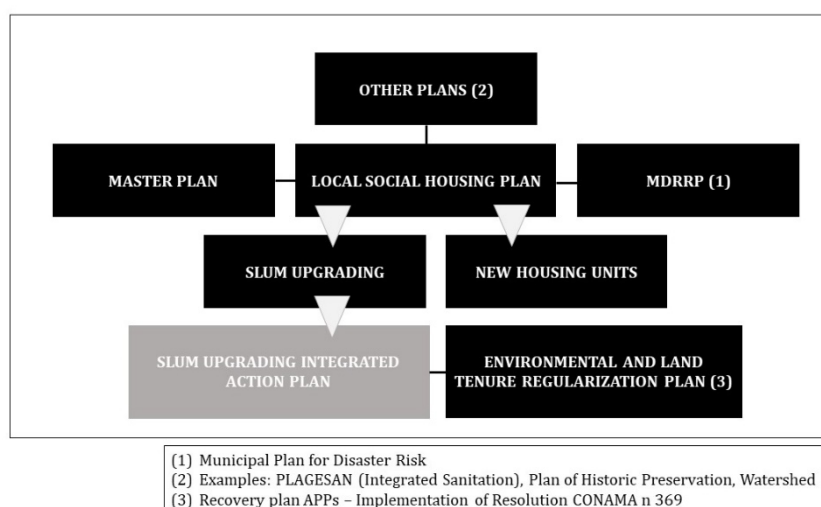 OTHER PLANS (2)
MASTER PLAN
LOCAL SOCIAL HOUSING PLAN
MDRRP (1)
SLUM UPGRADING
NEW HOUSING UNITS
SLUM UPGRADING INTEGRATED
ACTION PLAN
ENVIRONMENTAL AND LAND
TENURE REGULARIZATION PLAN (3)
(1) Municipal Plan for Disaster Risk
(2) Examples: PLAGESAN (Integrated Sanitation), Plan of Historic Preservation, Watershed
(3) Recovery plan APPs – Implementation of Resolution CONAMA n 369